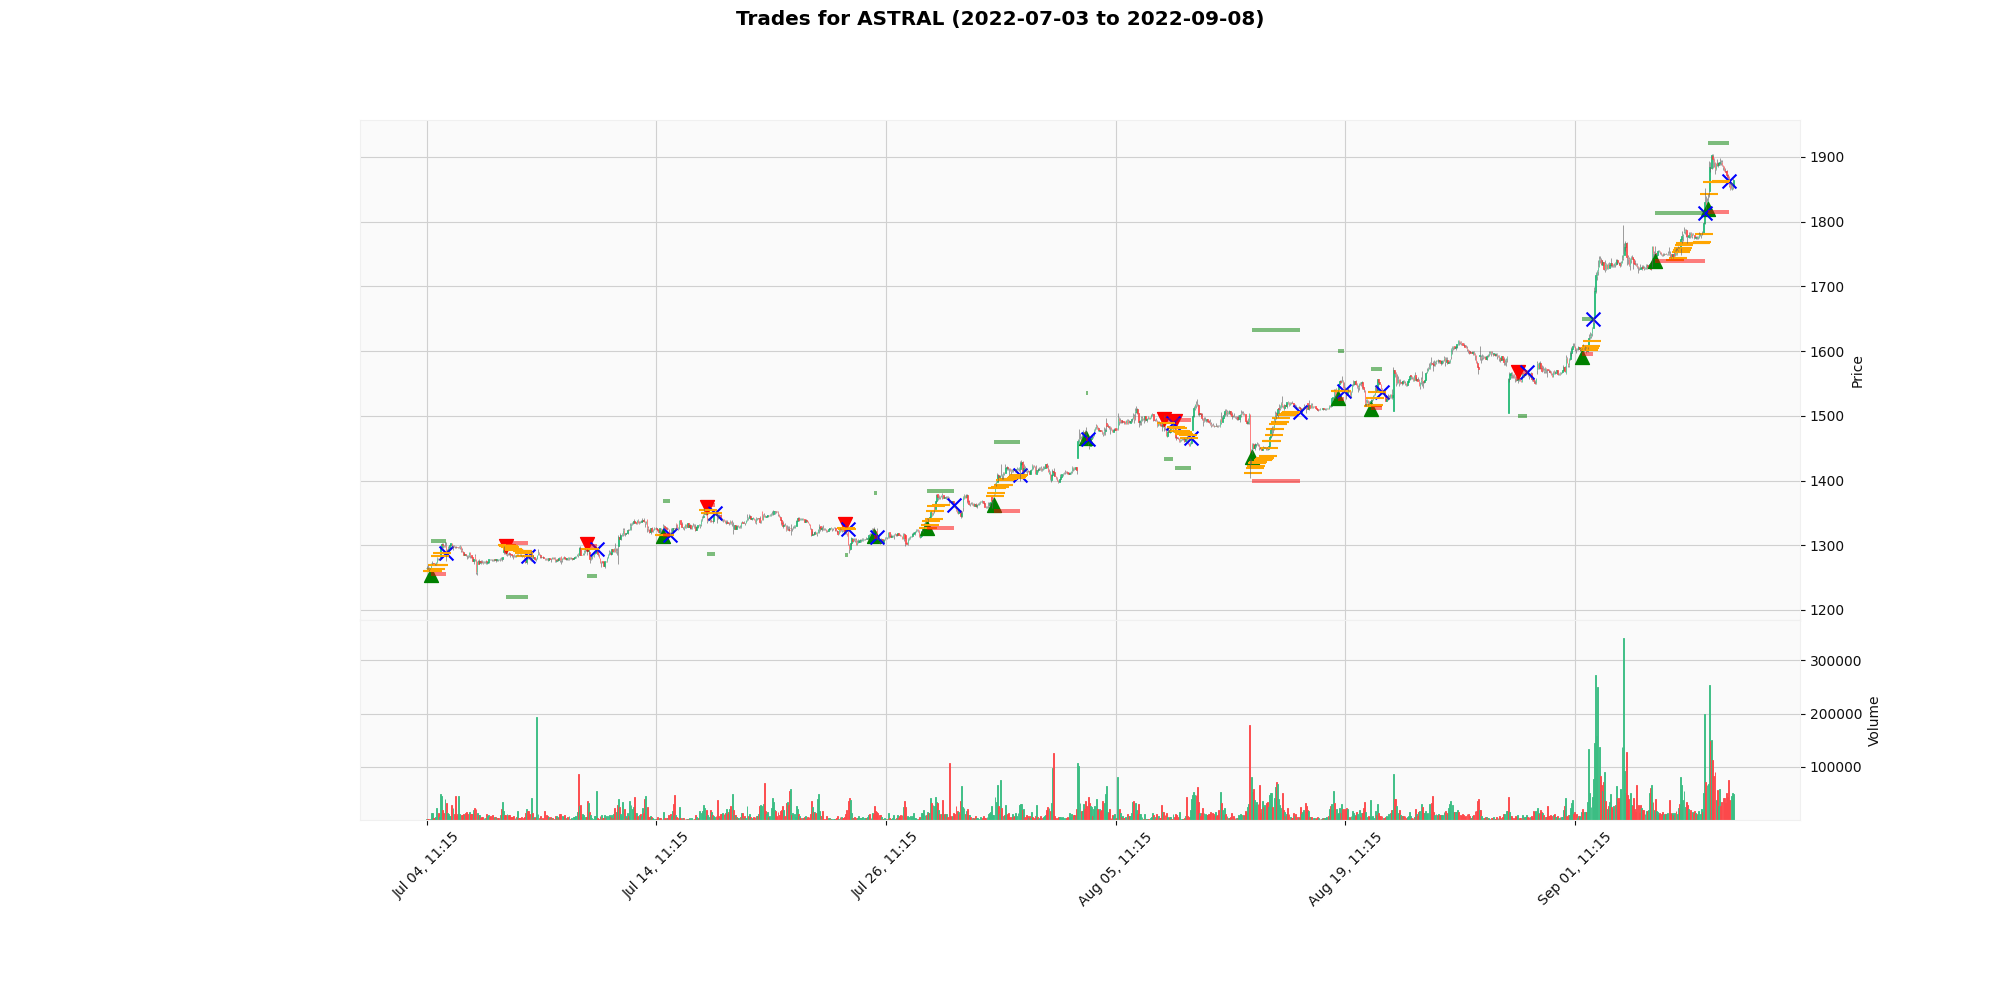 Trades for ASTRAL (2022-07-03 to 2022-09-08)
1900
1800
1700
1600
1500
1400
1300
1200
Price
300000
200000
100000
Volume
Jul 04, 11:15
Jul 14, 11:15
Jul 26, 11:15
Aug 05, 11:15
Aug 19, 11:15
Sep 01, 11:15